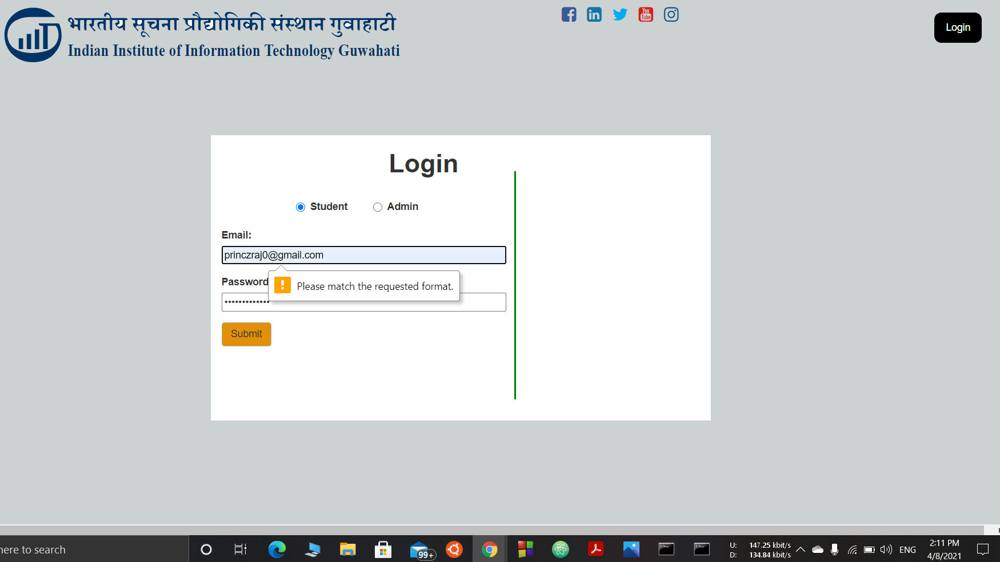 भारतीय सूचना प्रौद्योगिकी संस्थान गुवाहाटी
Indian Institute of Information Technology Guwahati
You
Tube
Login
Login
Student
Admin
Email:
princzraj0@gmail.com
Password
Please match the requested format.
Submit
here to search
99+
U: 147.25 kbit/s
D: 134.84 kbit/s
ENG
2:11 PM
4/8/2021